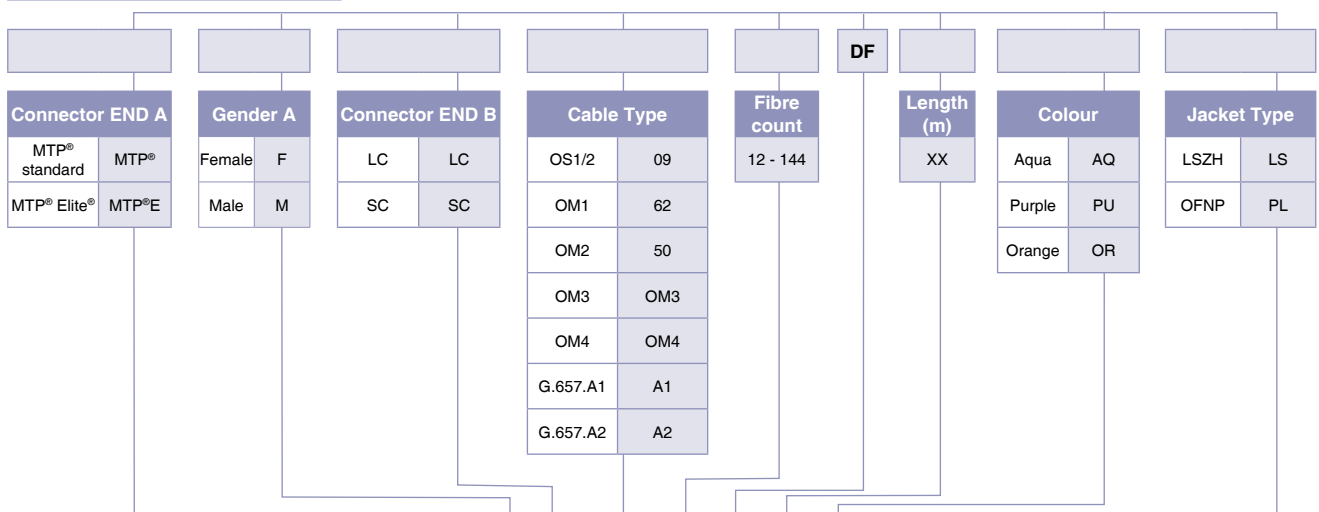 DF
Connector END A
MTP®
standard
MTP®
MTP® Elite®
MTP®E
Gender A
Female
F
Male
M
Connector END B
LC
LC
SC
SC
Cable Type
OS1/2
09
OM1
62
OM2
50
OM3
OM3
OM4
OM4
G.657.A1
A1
G.657.A2
A2
Fibre
count
12 - 144
Length
(m)
XX
Colour
Aqua
AQ
Purple
PU
Orange
OR
Jacket Type
LSZH
LS
OFNP
PL